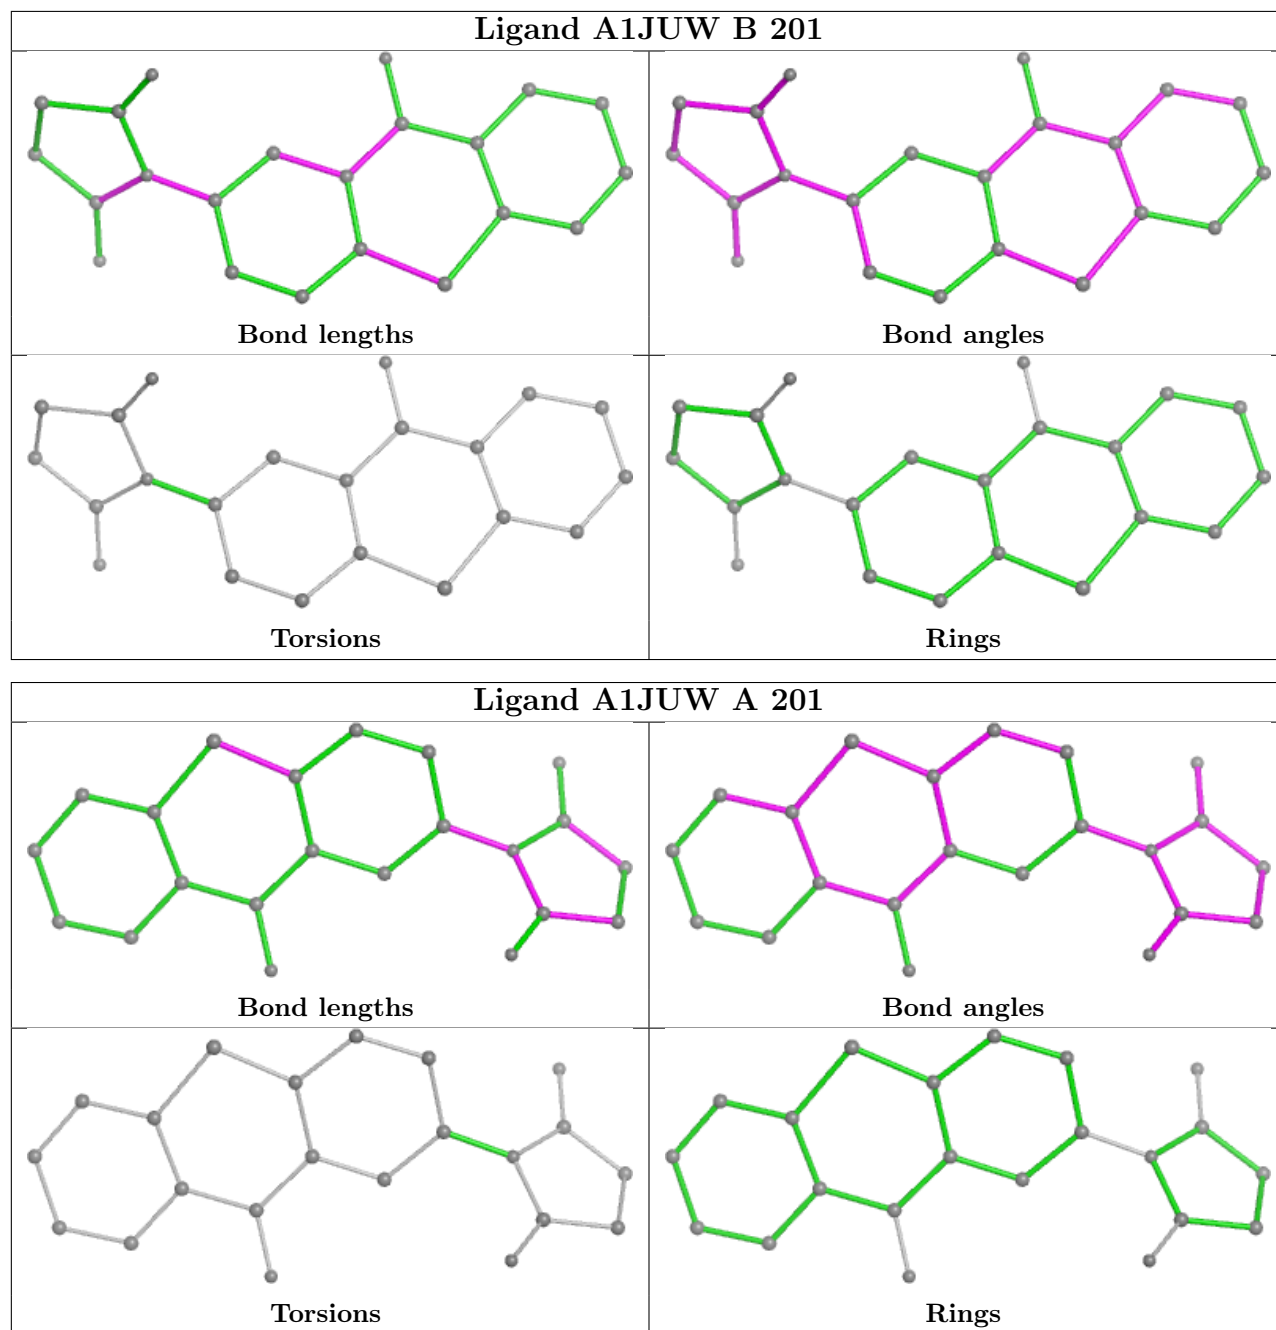 Ligand A1JUW B 201
Bond lengths
Bond angles
Torsions
Rings
Ligand A1JUW A 201
Bond lengths
Bond angles
Torsions
Rings